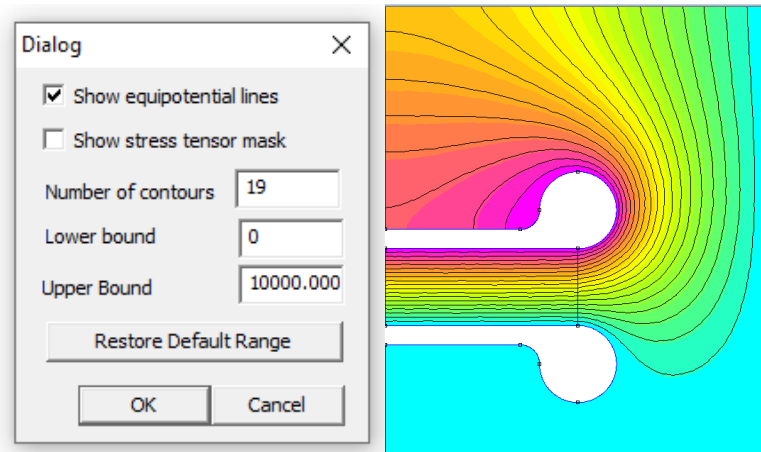 Dialog
Show equipotential lines
Show stress tensor mask
Number of contours 19
Lower bound 0
Upper Bound 10000.000
Restore Default Range
OK Cancel